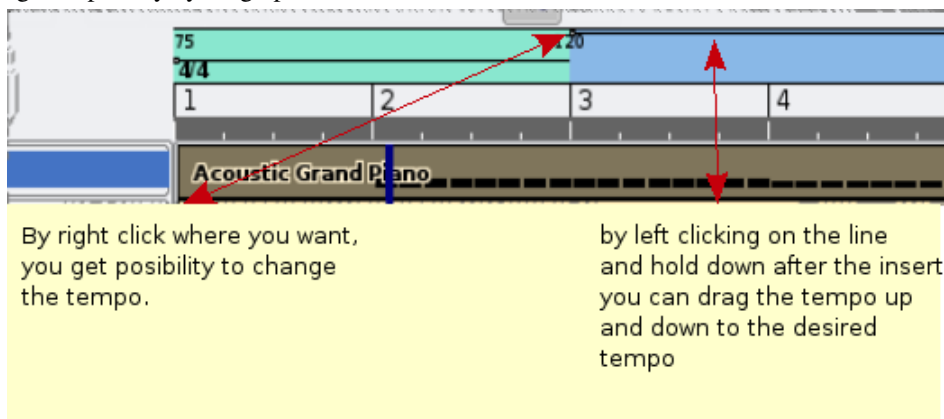 75 120
4/4
1 2 3 4
Acoustic Grand Piano
By right click where you want,
you get posibility to change
the tempo.
by left clicking on the line
and hold down after the insert
you can drag the tempo up
and down to the desired
tempo